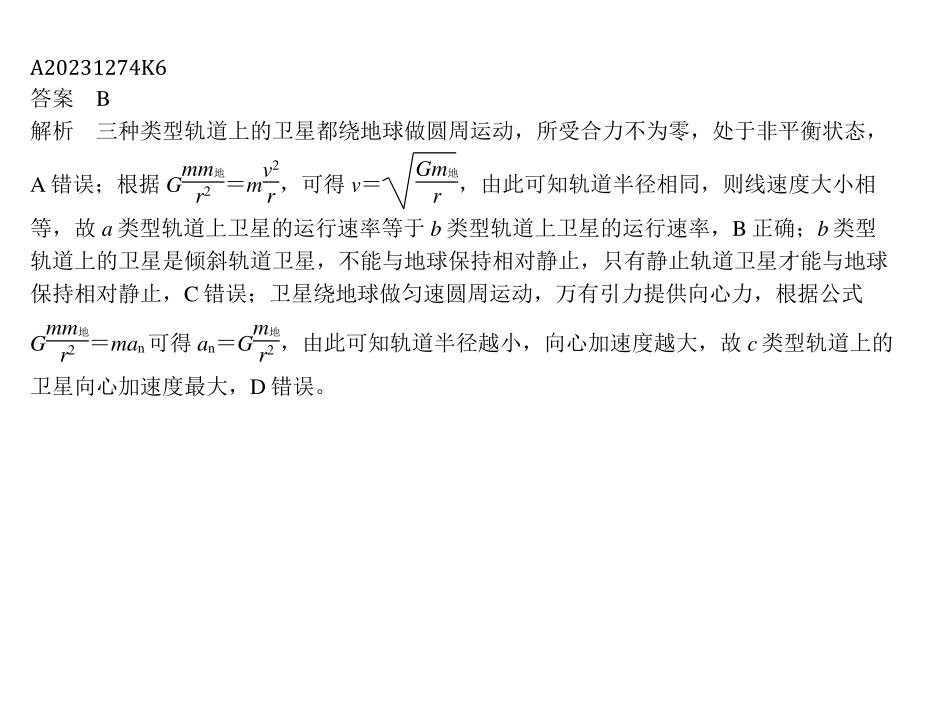 A20231274K6
答案　B
解析　三种类型轨道上的卫星都绕地球做圆周运动，所受合力不为零，处于非平衡状态，
A 错误；根据 G\frac{mm_地}{r^2}＝m\frac{v^2}{r}，可得 v＝\sqrt{\frac{Gm_地}{r}}，由此可知轨道半径相同，则线速度大小相
等，故 a 类型轨道上卫星的运行速率等于 b 类型轨道上卫星的运行速率，B 正确；b 类型
轨道上的卫星是倾斜轨道卫星，不能与地球保持相对静止，只有静止轨道卫星才能与地球
保持相对静止，C 错误；卫星绕地球做匀速圆周运动，万有引力提供向心力，根据公式
G\frac{mm_地}{r^2}＝ma_n 可得 a_n＝G\frac{m_地}{r^2}，由此可知轨道半径越小，向心加速度越大，故 c 类型轨道上的
卫星向心加速度最大，D 错误。